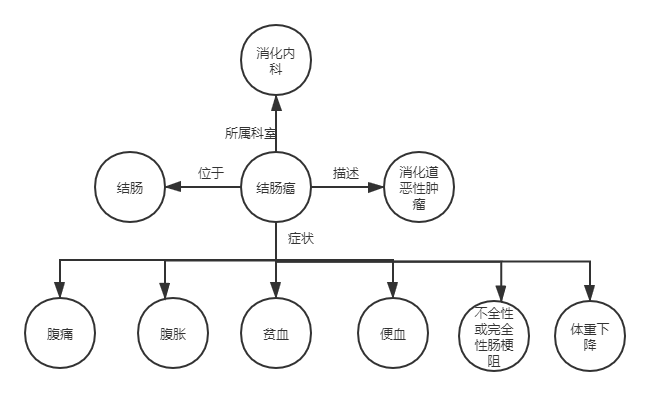 消化内
科
所属科室
位于
描述
结肠
结肠癌
消化道
恶性肿
瘤
症状
腹痛
腹胀
贫血
便血
不全性
或完全
性肠梗
阻
体重下
降